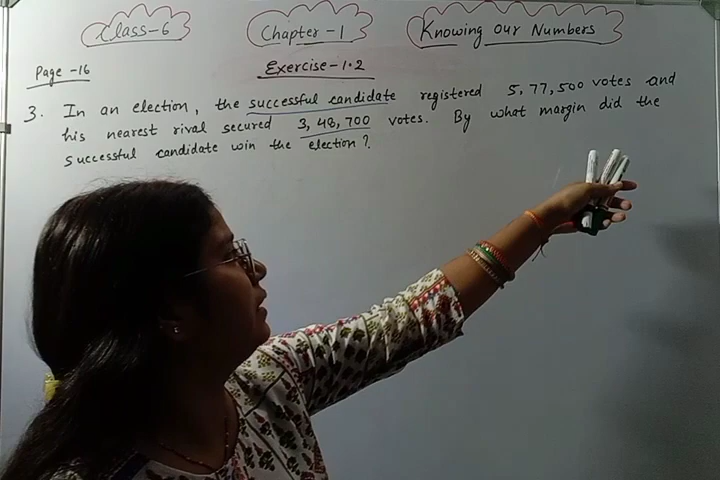 Class-6
Chapter-1
Knowing Our Numbers
Page-16
Exercise-1.2
3. In an election, the successful candidate registered 5,77,500 votes and
his nearest rival secured 3,48,700 votes. By what margin did the
successful candidate win the election?